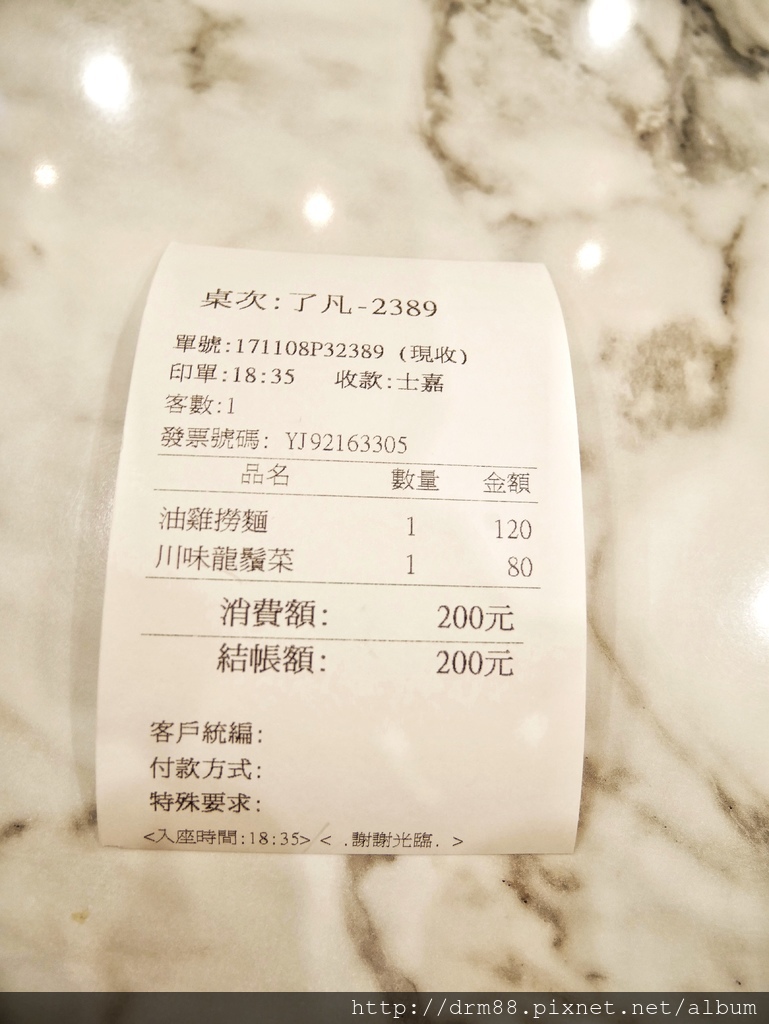 桌次:了凡-2389
單號:171108P32389 (現收)
印單:18:35 收款:士嘉
客數:1
發票號碼: YJ92163305
品名 數量 金額
油雞撈麵 1 120
川味龍鬚菜 1 80
消費額: 200元
結帳額: 200元
客戶統編:
付款方式:
特殊要求:
<入座時間:18:35> < .謝謝光臨. >
http://drm88.pixnet.net/album